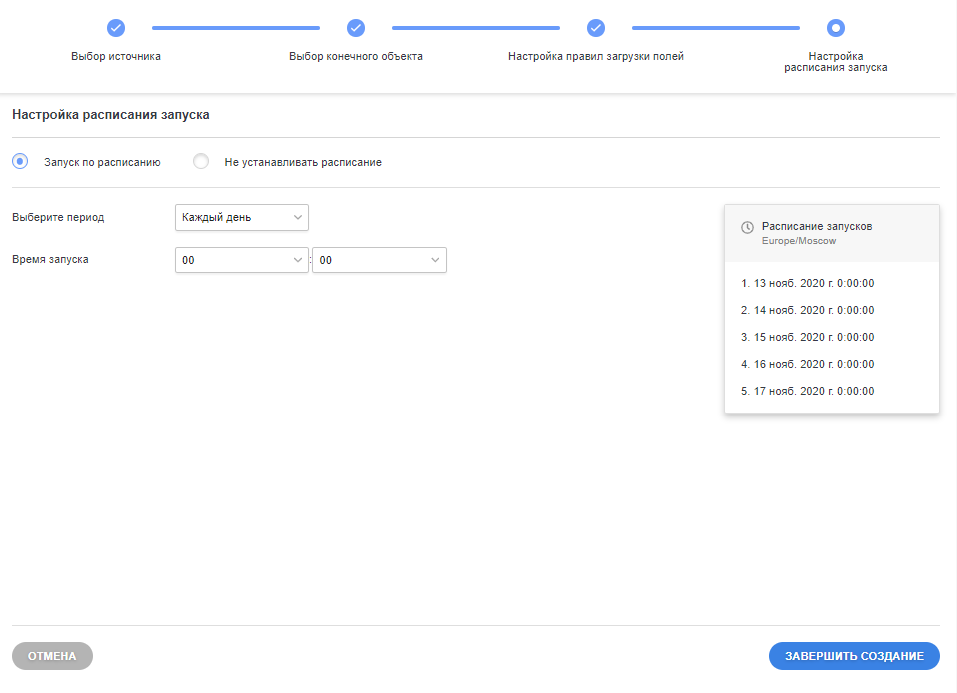 Выбор источника
Выбор конечного объекта
Настройка правил загрузки полей
Настройка
расписания запуска
Настройка расписания запуска
Запуск по расписанию
Не устанавливать расписание
Выберите период
Каждый день
Время запуска
00 : 00
Расписание запусков
Europe/Moscow
1. 13 нояб. 2020 г. 0:00:00
2. 14 нояб. 2020 г. 0:00:00
3. 15 нояб. 2020 г. 0:00:00
4. 16 нояб. 2020 г. 0:00:00
5. 17 нояб. 2020 г. 0:00:00
ОТМЕНА
ЗАВЕРШИТЬ СОЗДАНИЕ